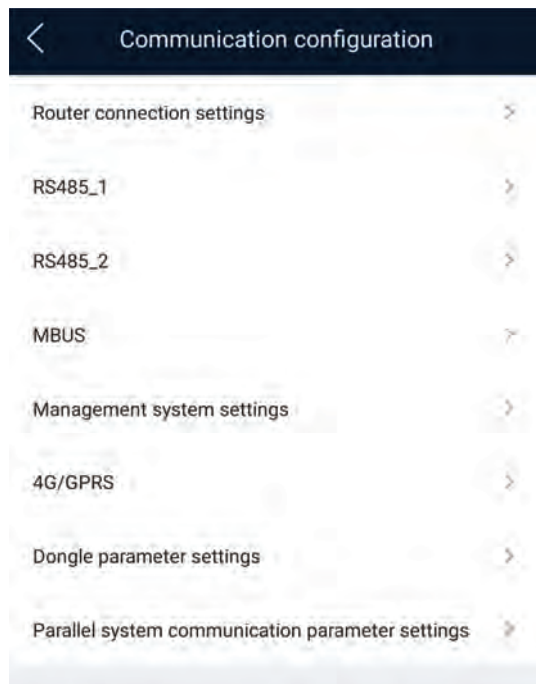 Communication configuration
Router connection settings
RS485_1
RS485_2
MBUS
Management system settings
4G/GPRS
Dongle parameter settings
Parallel system communication parameter settings